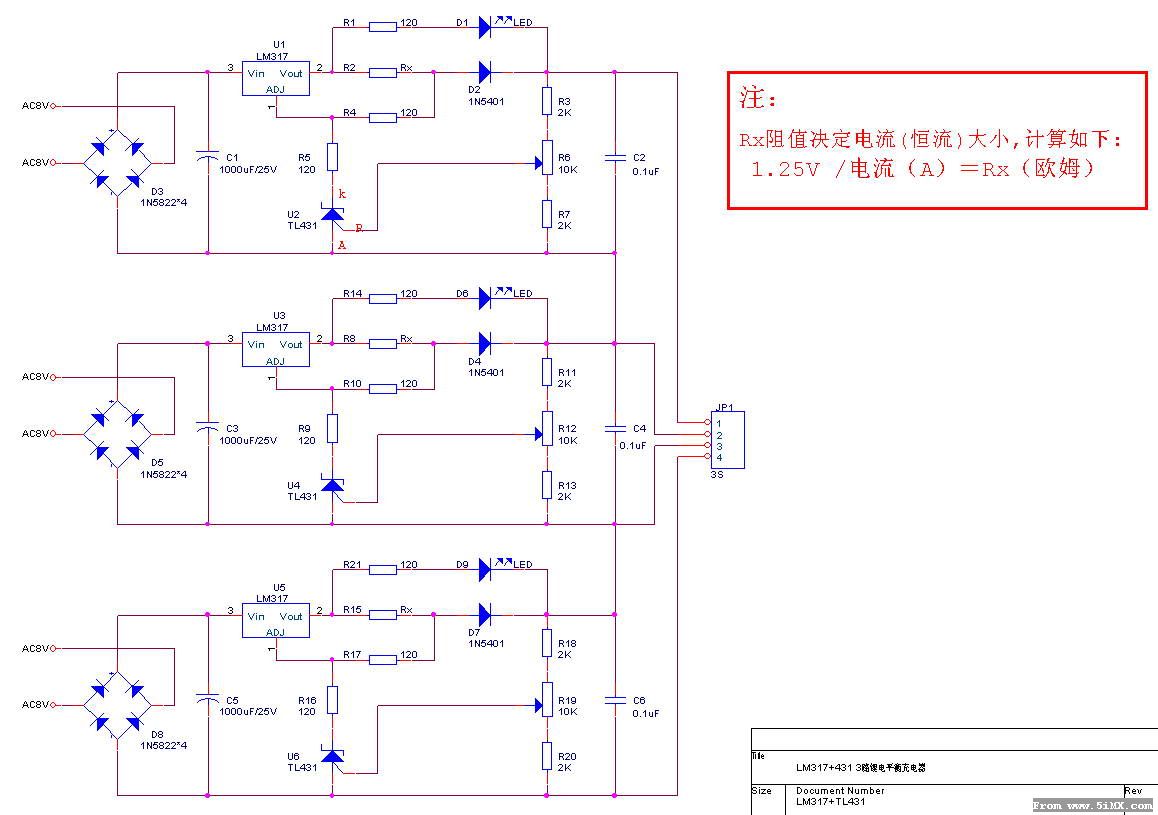 R1 120 D1 LED
U1
LM317
3 Vin Vout 2
ADJ
1
R2 Rx
D2
1N5401
R4 120
AC8V
AC8V
D3
1N5822*4
C1
1000uF/25V
R5
120
k
U2
TL431
R
A
R3
2K
R6
10K
R7
2K
C2
0.1uF
注：
Rx阻值决定电流(恒流)大小,计算如下：
1.25V /电流（A）＝Rx（欧姆）
R14 120 D6 LED
U3
LM317
3 Vin Vout 2
ADJ
1
R8 Rx
D4
1N5401
R10 120
AC8V
AC8V
D5
1N5822*4
C3
1000uF/25V
R9
120
U4
TL431
R11
2K
R12
10K
R13
2K
C4
0.1uF
JP1
1
2
3
4
3S
R21 120 D9 LED
U5
LM317
3 Vin Vout 2
ADJ
1
R15 Rx
D7
1N5401
R17 120
AC8V
AC8V
D8
1N5822*4
C5
1000uF/25V
R16
120
U6
TL431
R18
2K
R19
10K
R20
2K
C6
0.1uF
Title
LM317+431 3路锂电平衡充电器
Size Document Number Rev
LM317+TL431
From www.5iMX.com